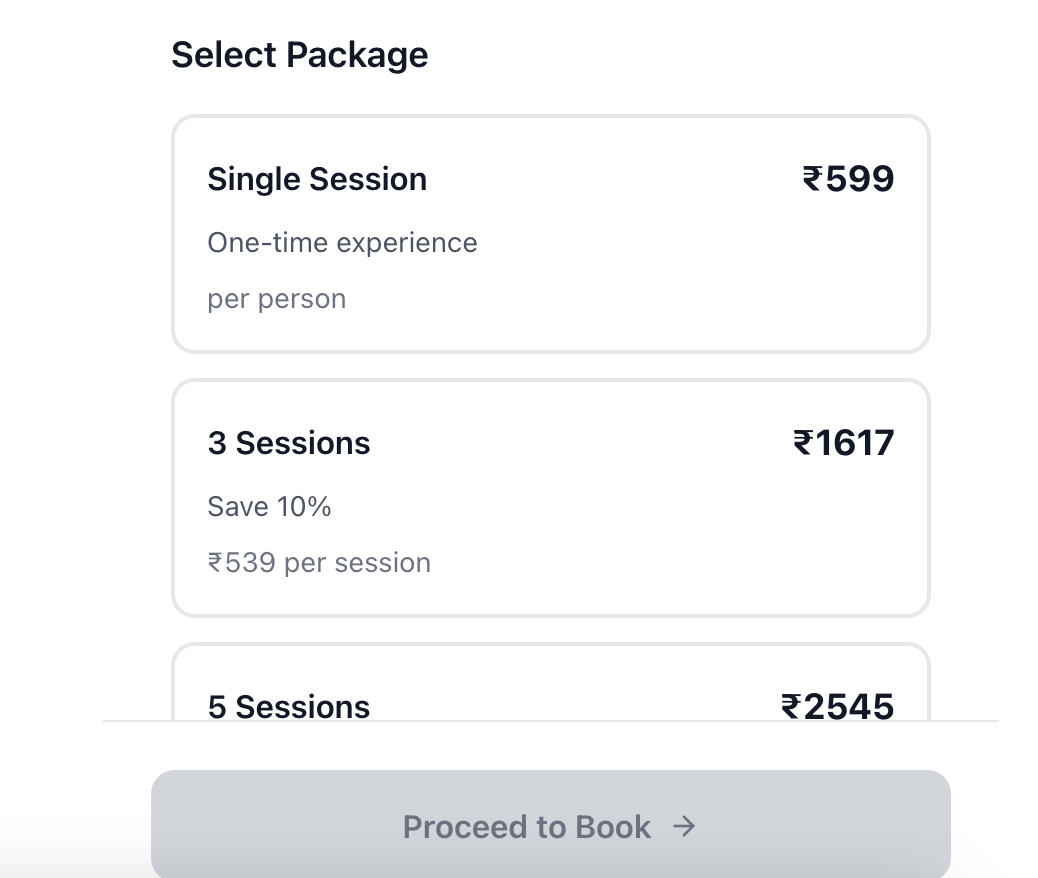 Select Package
Single Session ₹599
One-time experience
per person
3 Sessions ₹1617
Save 10%
₹539 per session
5 Sessions ₹2545
Proceed to Book →